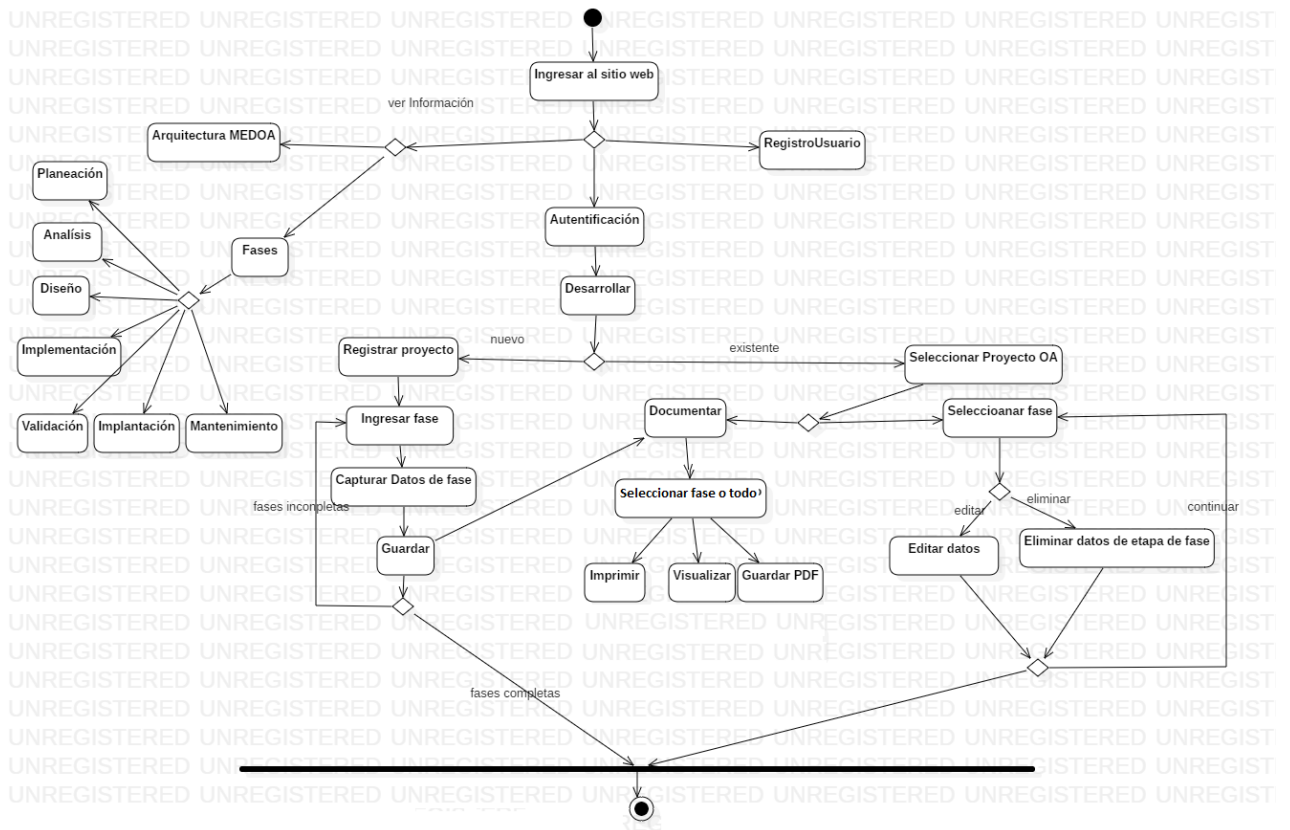 Ingresar al sitio web
ver Información
Arquitectura MEDOA
RegistroUsuario
Planeación
Autentificación
Analísis
Fases
Diseño
Desarrollar
Implementación
nuevo
existente
Registrar proyecto
Seleccionar Proyecto OA
Validación
Implantación
Mantenimiento
Ingresar fase
Documentar
Seleccioanar fase
Capturar Datos de fase
Seleccionar fase o todo
fases inconpletas
editar
eliminar
continuar
Guardar
Editar datos
Eliminar datos de etapa de fase
Imprimir
Visualizar
Guardar PDF
fases completas